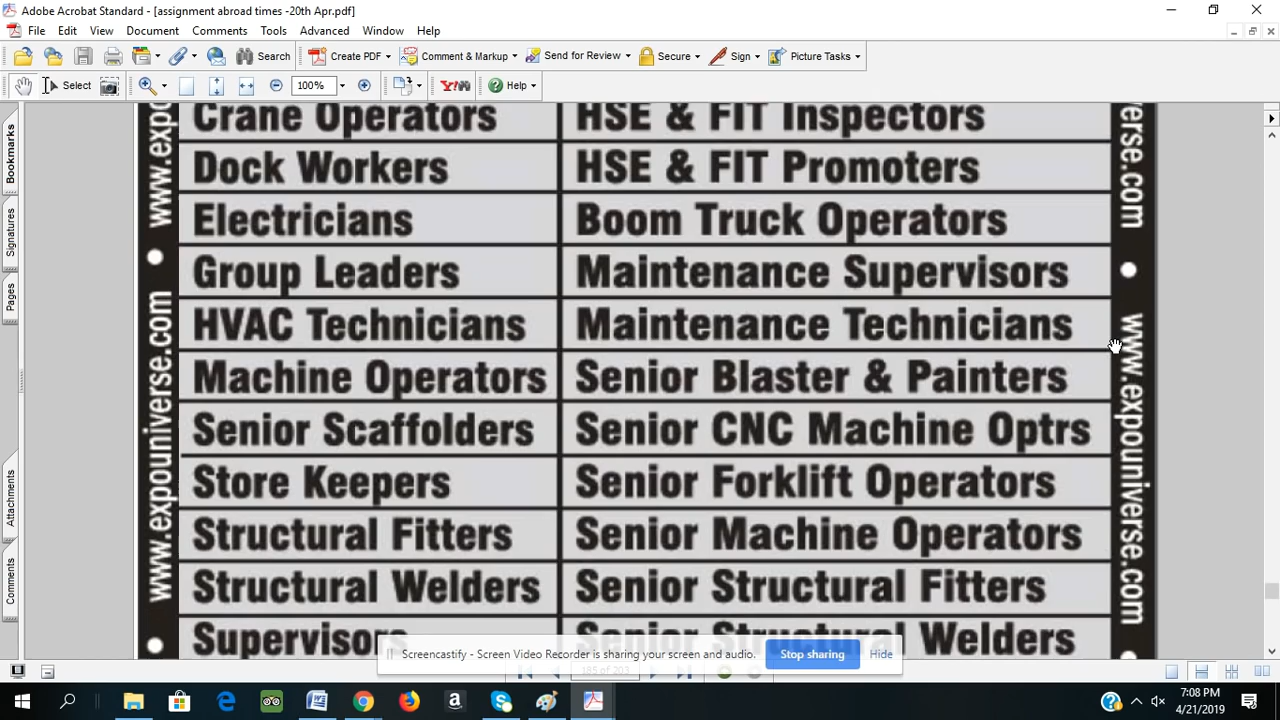 Adobe Acrobat Standard - [assignment abroad times -20th Apr.pdf]
File Edit View Document Comments Tools Advanced Window Help
Search Create PDF Comment & Markup Send for Review Secure Sign Picture Tasks
Select 100% Y! Help
Bookmarks
Signatures
Pages
Attachments
Comments
www.expouniverse.com
Crane Operators HSE & FIT Inspectors
Dock Workers HSE & FIT Promoters
Electricians Boom Truck Operators
Group Leaders Maintenance Supervisors
HVAC Technicians Maintenance Technicians
Machine Operators Senior Blaster & Painters
Senior Scaffolders Senior CNC Machine Optrs
Store Keepers Senior Forklift Operators
Structural Fitters Senior Machine Operators
Structural Welders Senior Structural Fitters
Supervisors Senior Structural Welders
www.expouniverse.com
Screencastify - Screen Video Recorder is sharing your screen and audio. Stop sharing Hide
185 of 203
7:08 PM
4/21/2019